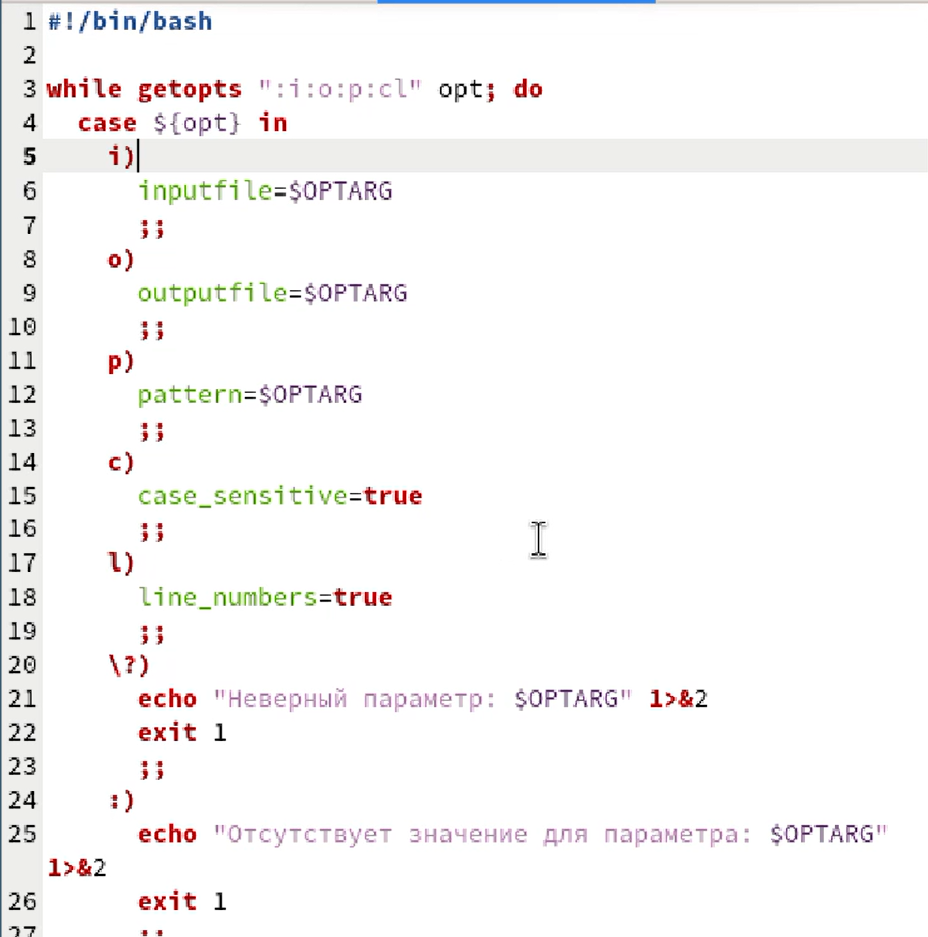 1 #!/bin/bash
2
3 while getopts ":i:o:p:cl" opt; do
4 case ${opt} in
5 i)
6 inputfile=$OPTARG
7 ;;
8 o)
9 outputfile=$OPTARG
10 ;;
11 p)
12 pattern=$OPTARG
13 ;;
14 c)
15 case_sensitive=true
16 ;;
17 l)
18 line_numbers=true
19 ;;
20 \?)
21 echo "Неверный параметр: $OPTARG" 1>&2
22 exit 1
23 ;;
24 :)
25 echo "Отсутствует значение для параметра: $OPTARG"
1>&2
26 exit 1
27 ;;